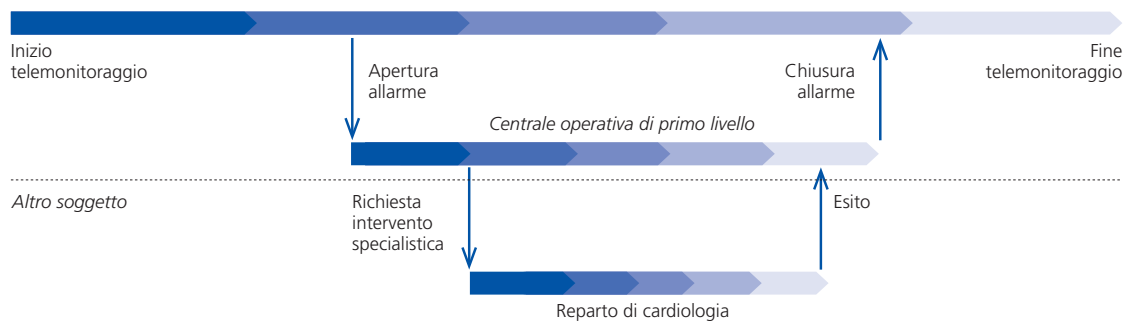 Inizio
telemonitoraggio
Apertura
allarme
Chiusura
allarme
Fine
telemonitoraggio
Centrale operativa di primo livello
Altro soggetto
Richiesta
intervento
specialistica
Esito
Reparto di cardiologia